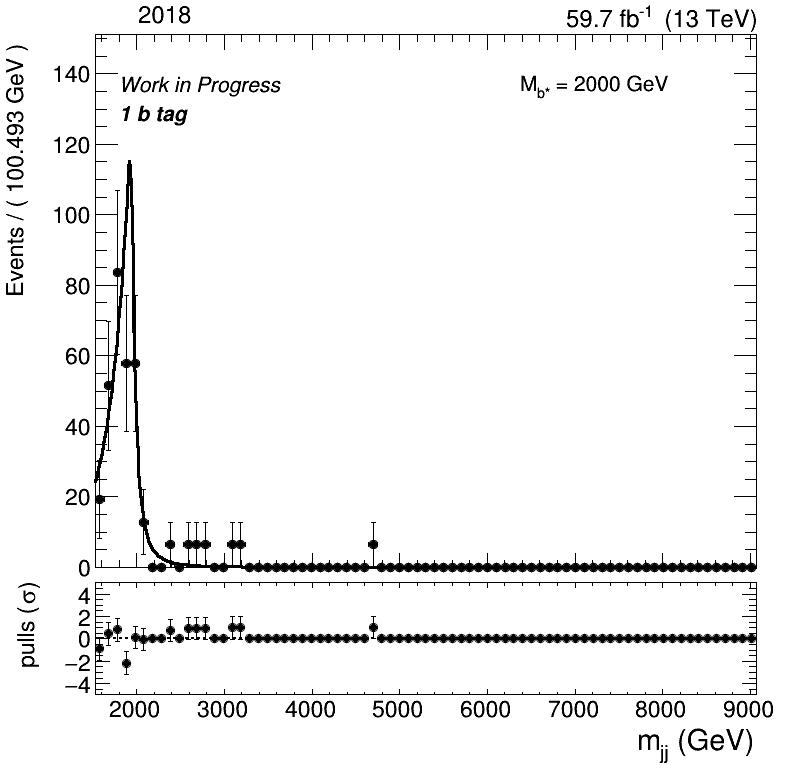 2018 59.7 fb⁻¹ (13 TeV)
Events / ( 100.493 GeV )
140
120
100
80
60
40
20
0
Work in Progress
1 b tag
M_b* = 2000 GeV
pulls (σ)
4
2
0
−2
−4
2000 3000 4000 5000 6000 7000 8000 9000
m_jj (GeV)